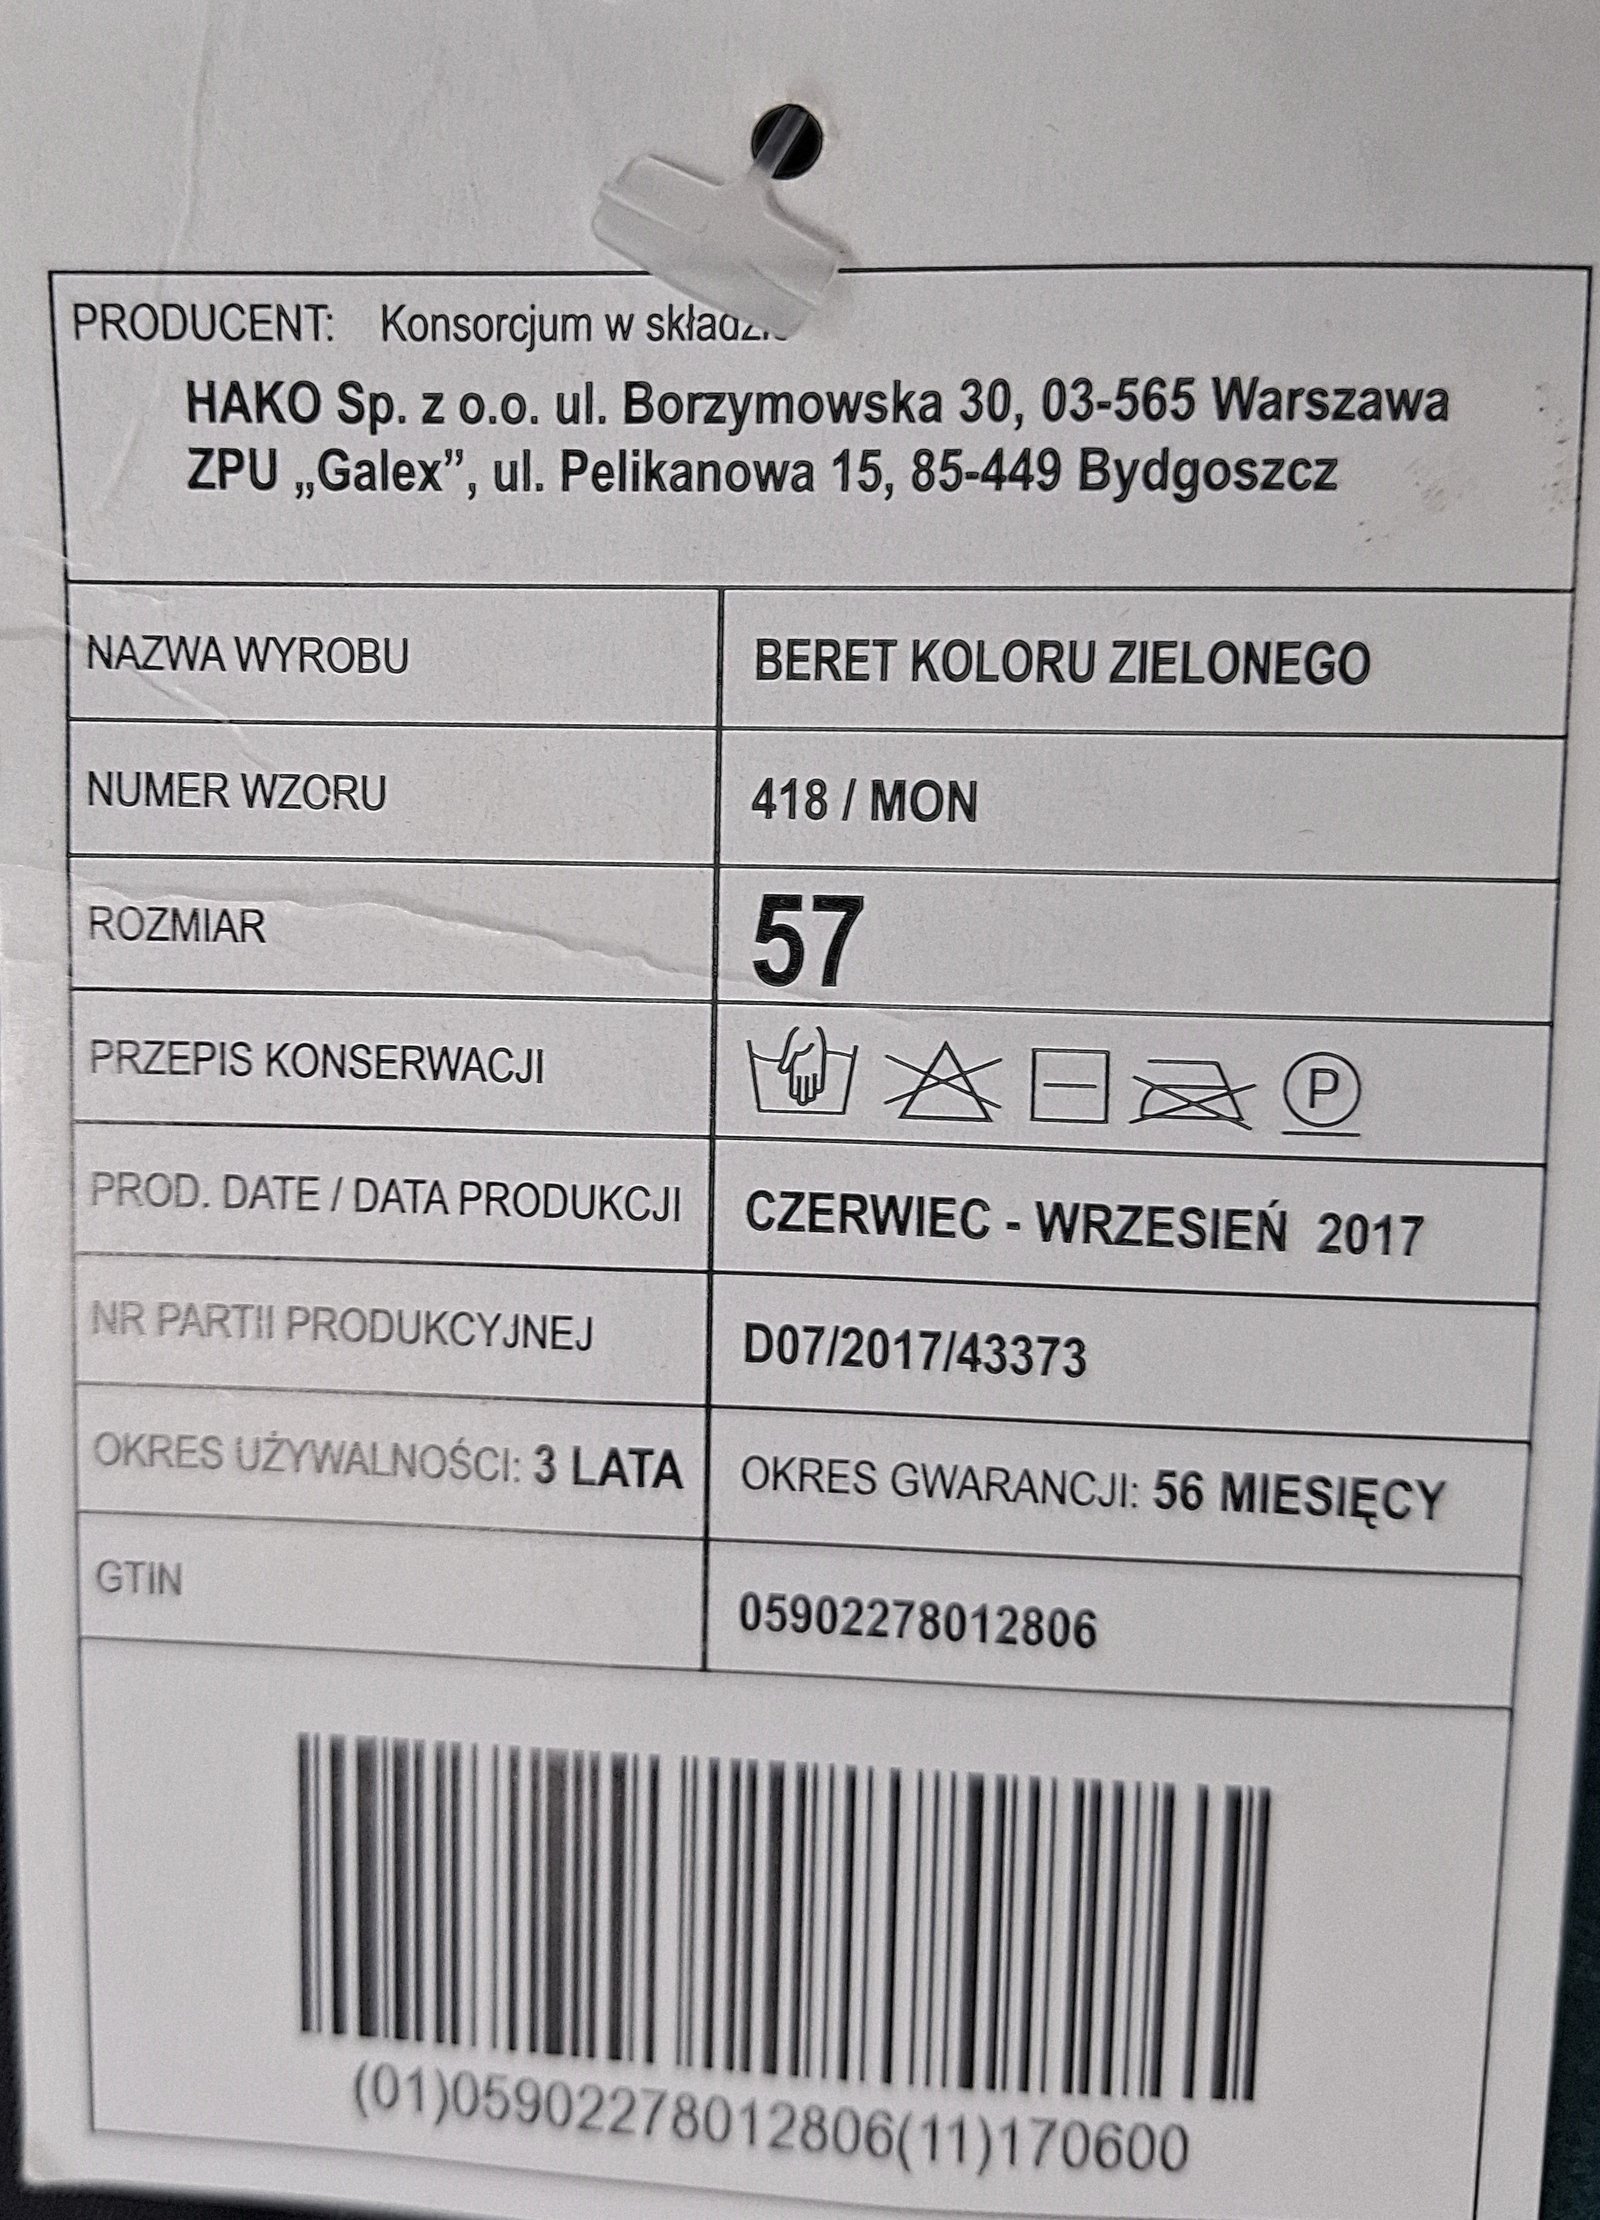 PRODUCENT: Konsorcjum w składzie
HAKO Sp. z o.o. ul. Borzymowska 30, 03-565 Warszawa
ZPU „Galex”, ul. Pelikanowa 15, 85-449 Bydgoszcz
NAZWA WYROBU BERET KOLORU ZIELONEGO
NUMER WZORU 418 / MON
ROZMIAR 57
PRZEPIS KONSERWACJI P
PROD. DATE / DATA PRODUKCJI CZERWIEC - WRZESIEŃ 2017
NR PARTII PRODUKCYJNEJ D07/2017/43373
OKRES UŻYWALNOŚCI: 3 LATA OKRES GWARANCJI: 56 MIESIĘCY
GTIN 05902278012806
(01)05902278012806(11)170600